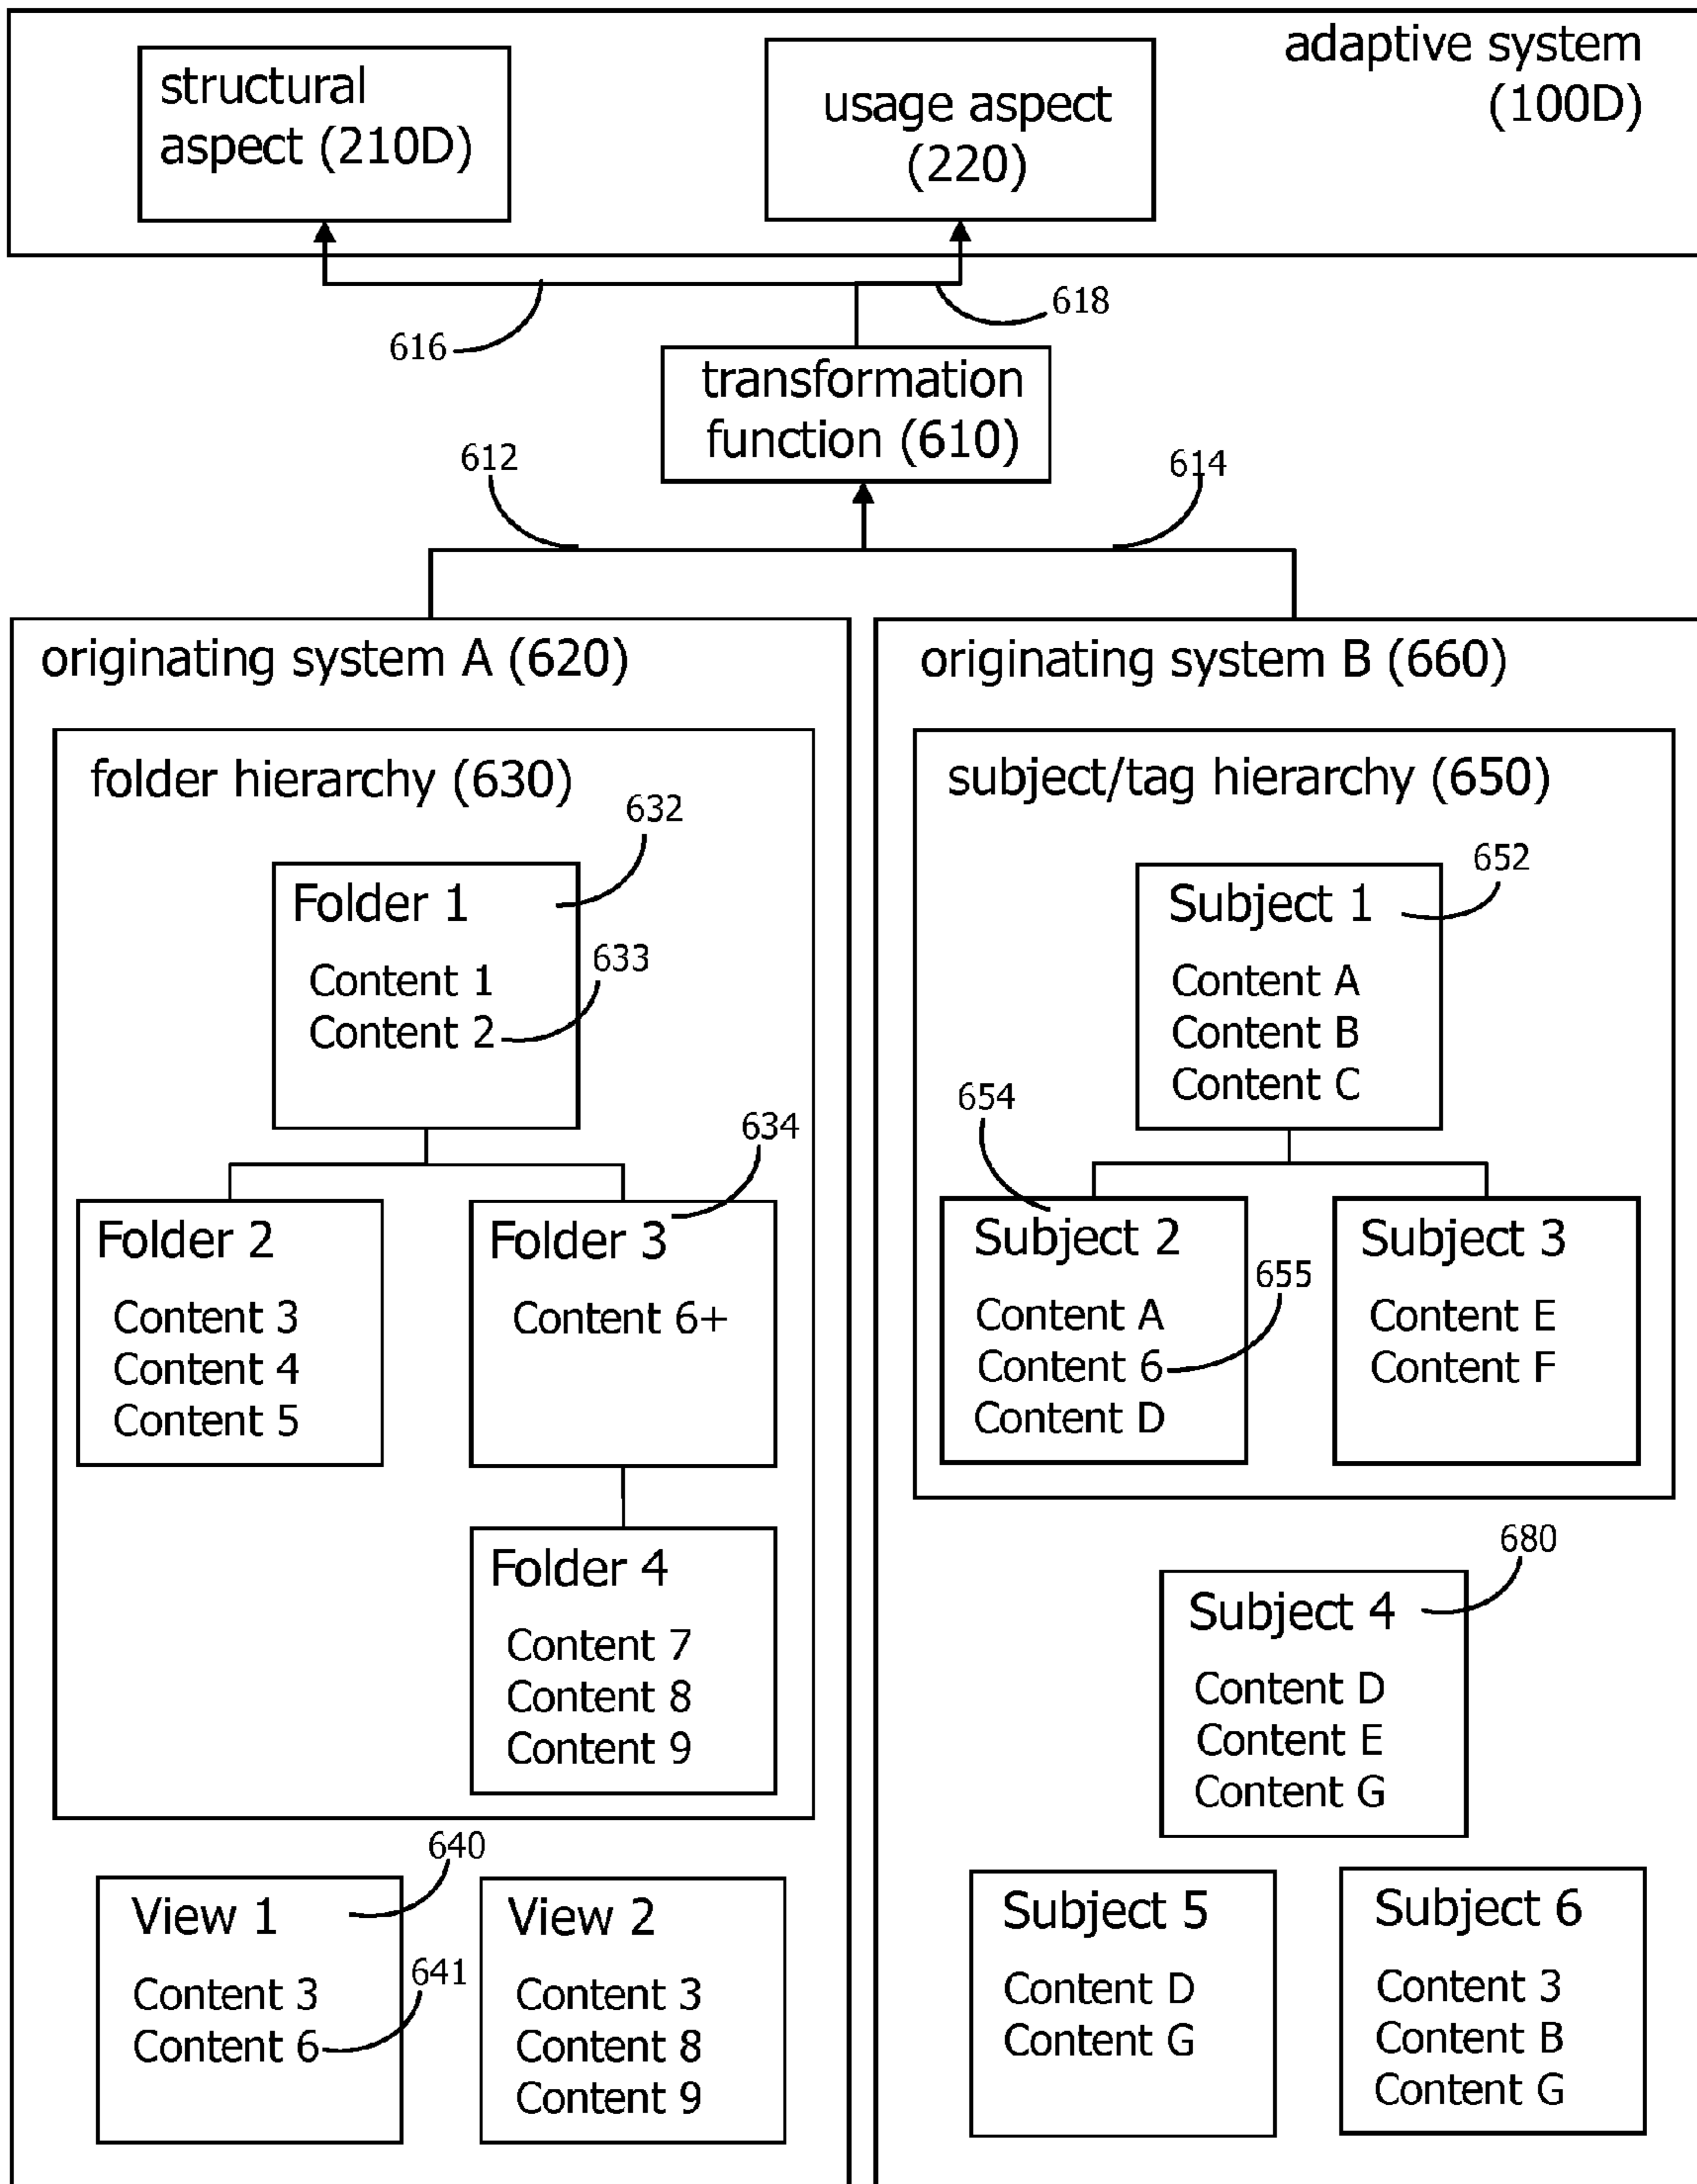 adaptive system
(100D)
structural
aspect (210D)
usage aspect
(220)
616
618
transformation
function (610)
612
614
originating system A (620)
folder hierarchy (630)
632
Folder 1
Content 1
Content 2
633
634
Folder 2
Content 3
Content 4
Content 5
Folder 3
Content 6+
Folder 4
Content 7
Content 8
Content 9
640
View 1
Content 3
Content 6
641
View 2
Content 3
Content 8
Content 9
originating system B (660)
subject/tag hierarchy (650)
652
Subject 1
Content A
Content B
Content C
654
Subject 2
Content A
Content 6
Content D
655
Subject 3
Content E
Content F
680
Subject 4
Content D
Content E
Content G
Subject 5
Content D
Content G
Subject 6
Content 3
Content B
Content G